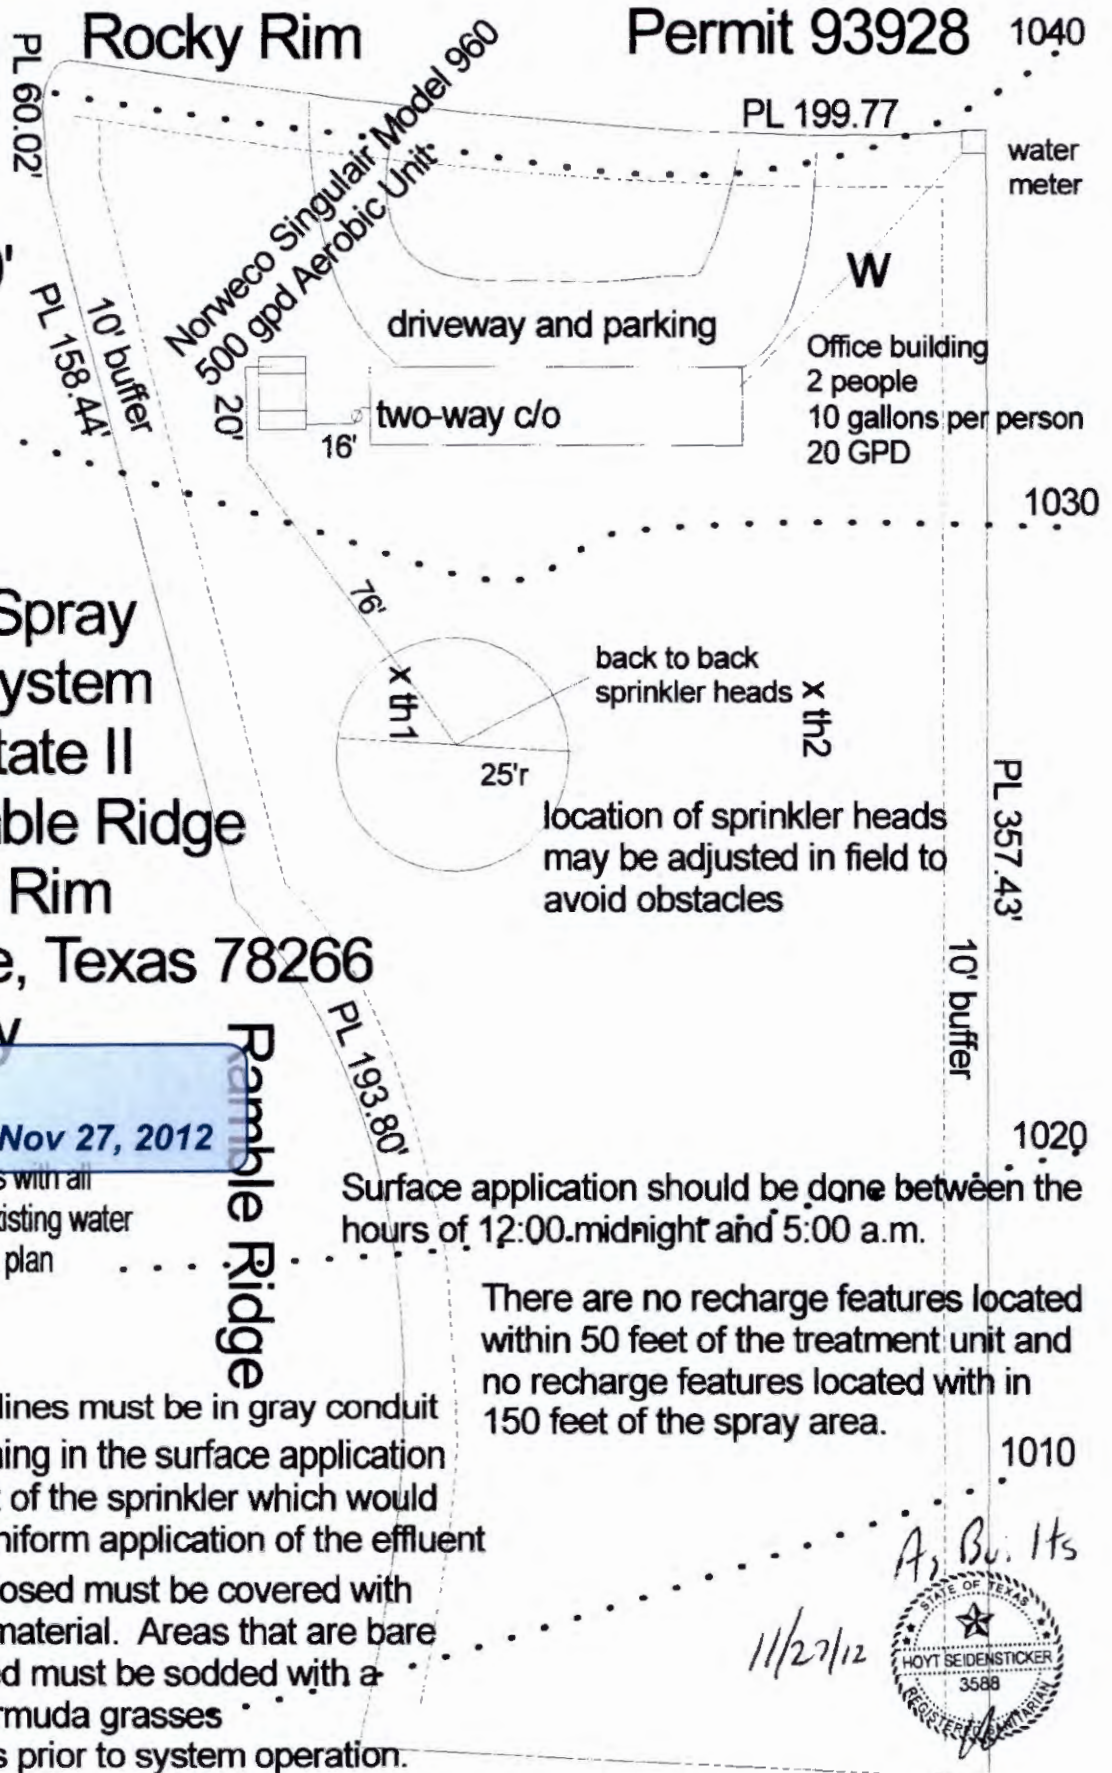 Rocky Rim
Permit 93928
1040
PL 60.02'
PL 199.77
water
meter
Norweco Singulair Model 960
500 gpd Aerobic Unit
W
PL 158.44'
10' buffer
driveway and parking
Office building
2 people
10 gallons per person
20 GPD
20'
16'
two-way c/o
1030
76'
Spray
ystem
tate II
ble Ridge
Rim
e, Texas 78266
y
x th1
back to back
sprinkler heads
x th2
25'r
location of sprinkler heads
may be adjusted in field to
avoid obstacles
PL 357.43'
10' buffer
PL 193.80'
Ramble Ridge
Nov 27, 2012
s with all
isting water
plan
1020
Surface application should be done between the
hours of 12:00 midnight and 5:00 a.m.
There are no recharge features located
within 50 feet of the treatment unit and
no recharge features located with in
150 feet of the spray area.
lines must be in gray conduit
ning in the surface application
t of the sprinkler which would
niform application of the effluent
osed must be covered with
material. Areas that are bare
d must be sodded with a
rmuda grasses
s prior to system operation.
1010
As Builts
11/27/12
STATE OF TEXAS
HOYT SEIDENSTICKER
3588
REGISTERED SANITARIAN